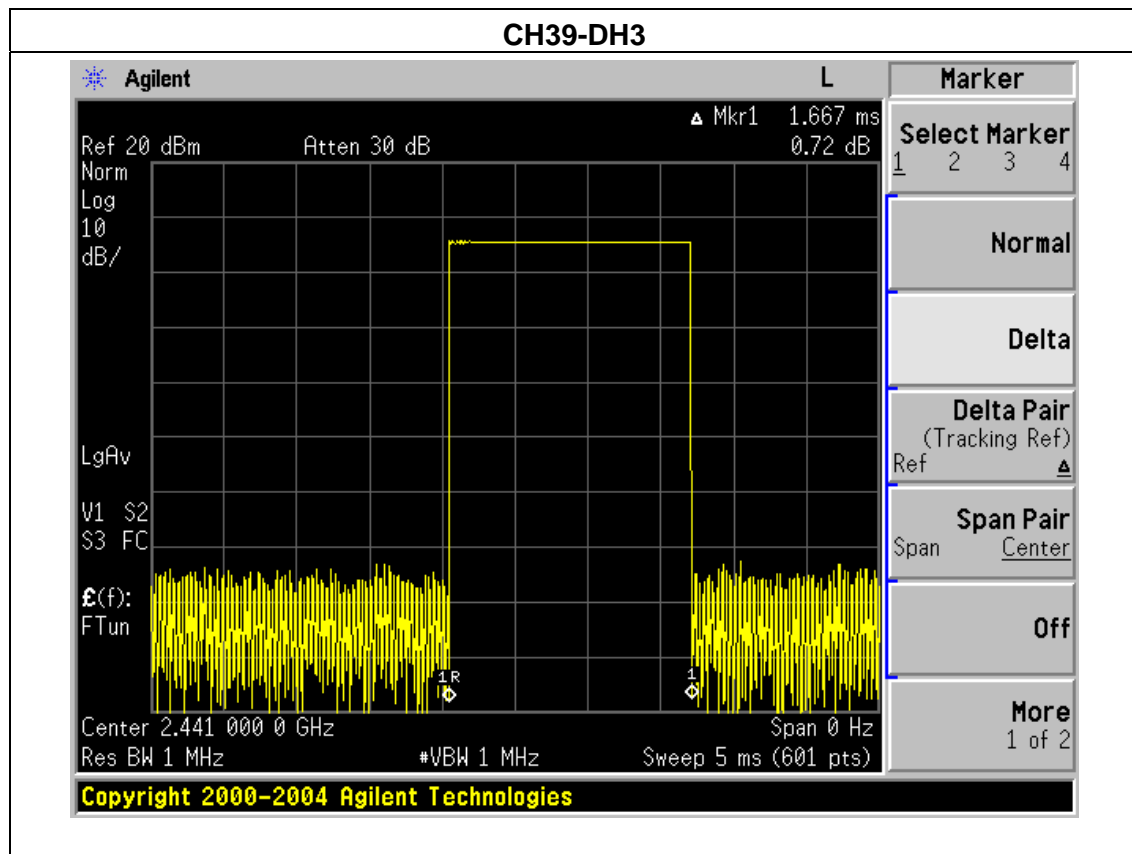 CH39-DH3
Agilent
L
Marker
Δ Mkr1 1.667 ms
Ref 20 dBm Atten 30 dB 0.72 dB
Norm
Log
10
dB/
LgAv
V1 S2
S3 FC
£(f):
FTun
1R
1
Center 2.441 000 0 GHz Span 0 Hz
Res BW 1 MHz #VBW 1 MHz Sweep 5 ms (601 pts)
Copyright 2000-2004 Agilent Technologies
Select Marker
1 2 3 4
Normal
Delta
Delta Pair
(Tracking Ref)
Ref Δ
Span Pair
Span Center
Off
More
1 of 2